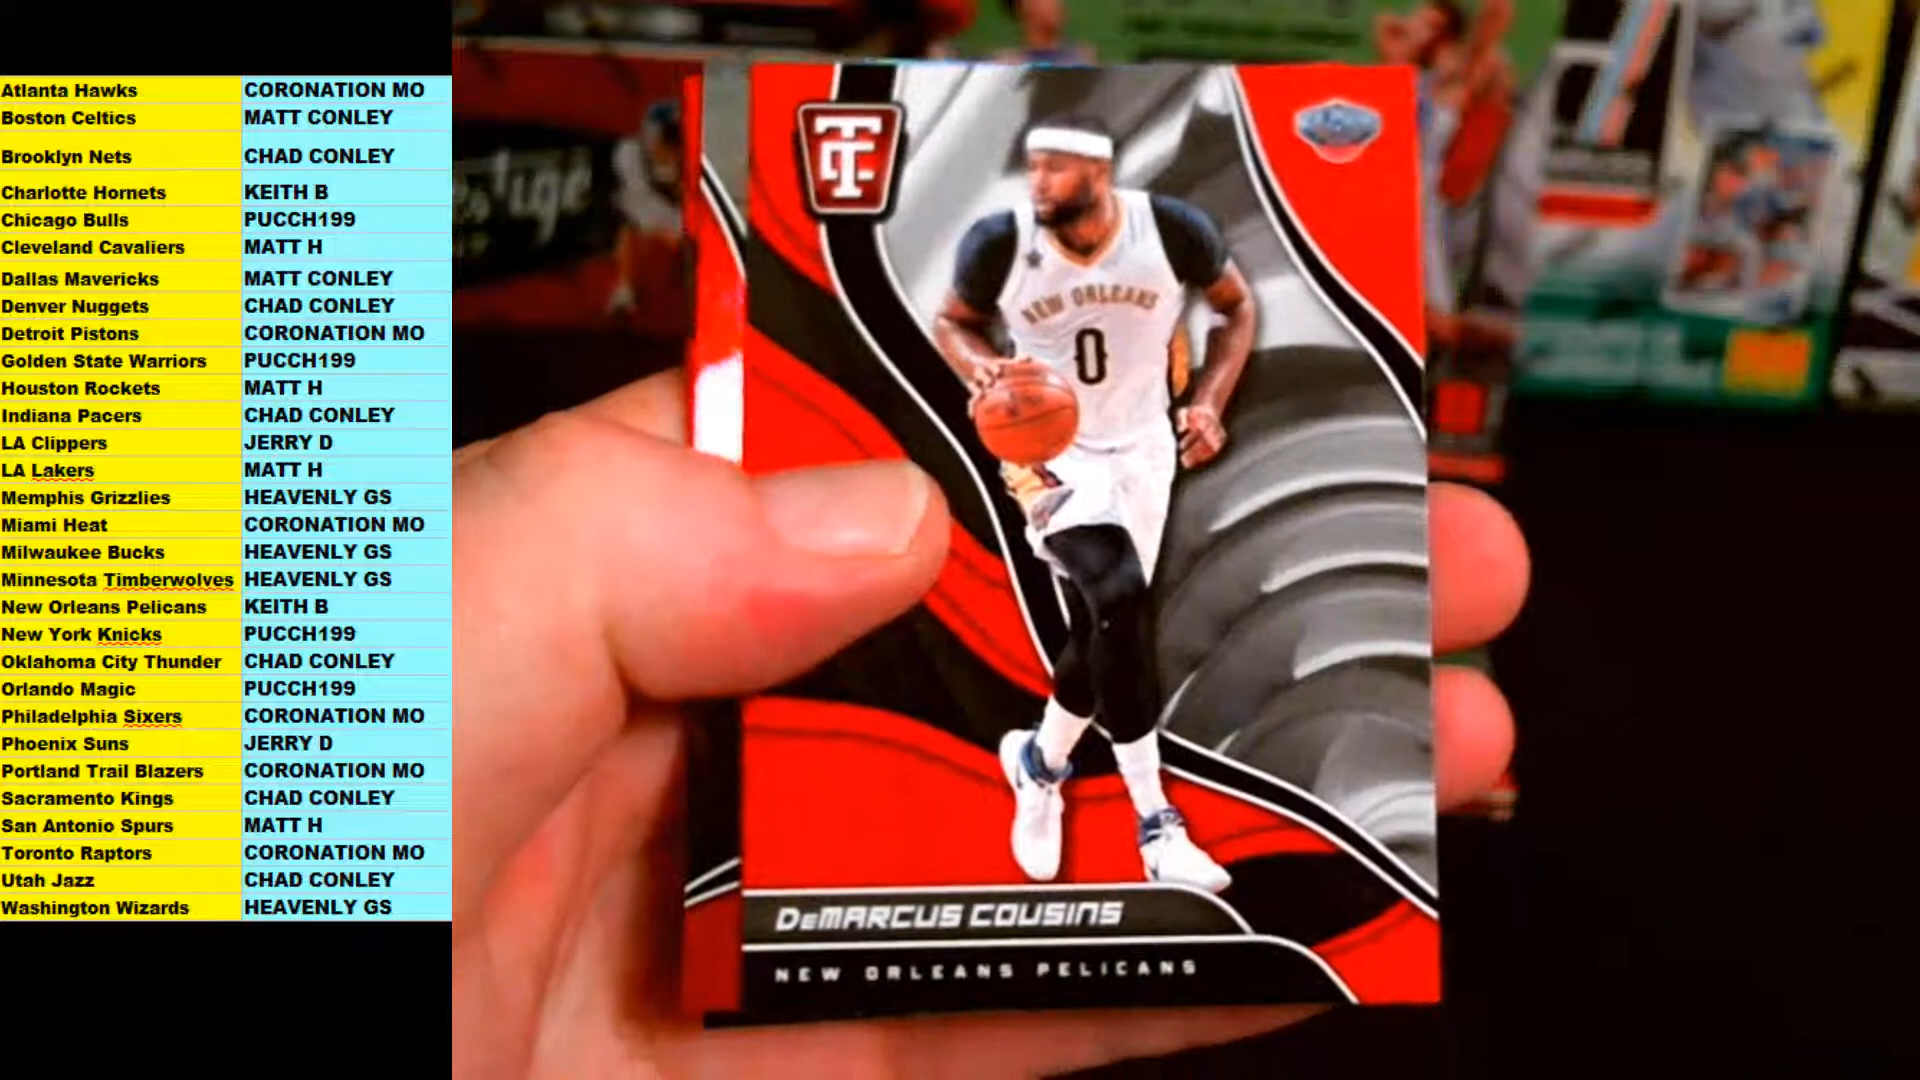 Atlanta Hawks CORONATION MO
Boston Celtics MATT CONLEY
Brooklyn Nets CHAD CONLEY
Charlotte Hornets KEITH B
Chicago Bulls PUCCH199
Cleveland Cavaliers MATT H
Dallas Mavericks MATT CONLEY
Denver Nuggets CHAD CONLEY
Detroit Pistons CORONATION MO
Golden State Warriors PUCCH199
Houston Rockets MATT H
Indiana Pacers CHAD CONLEY
LA Clippers JERRY D
LA Lakers MATT H
Memphis Grizzlies HEAVENLY GS
Miami Heat CORONATION MO
Milwaukee Bucks HEAVENLY GS
Minnesota Timberwolves HEAVENLY GS
New Orleans Pelicans KEITH B
New York Knicks PUCCH199
Oklahoma City Thunder CHAD CONLEY
Orlando Magic PUCCH199
Philadelphia Sixers CORONATION MO
Phoenix Suns JERRY D
Portland Trail Blazers CORONATION MO
Sacramento Kings CHAD CONLEY
San Antonio Spurs MATT H
Toronto Raptors CORONATION MO
Utah Jazz CHAD CONLEY
Washington Wizards HEAVENLY GS
NEW ORLEANS
0
DeMARCUS COUSINS
NEW ORLEANS PELICANS